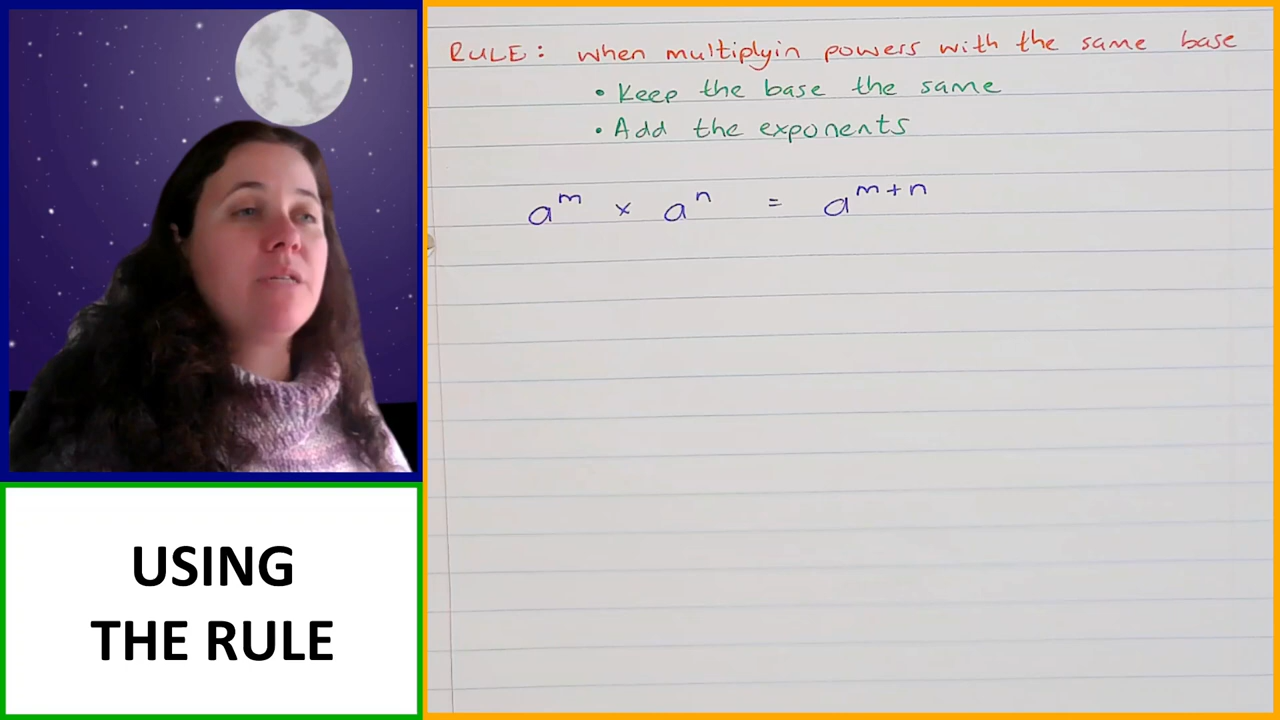 RULE: when multiplyin powers with the same base
• Keep the base the same
• Add the exponents
a^m × a^n = a^{m+n}
USING
THE RULE